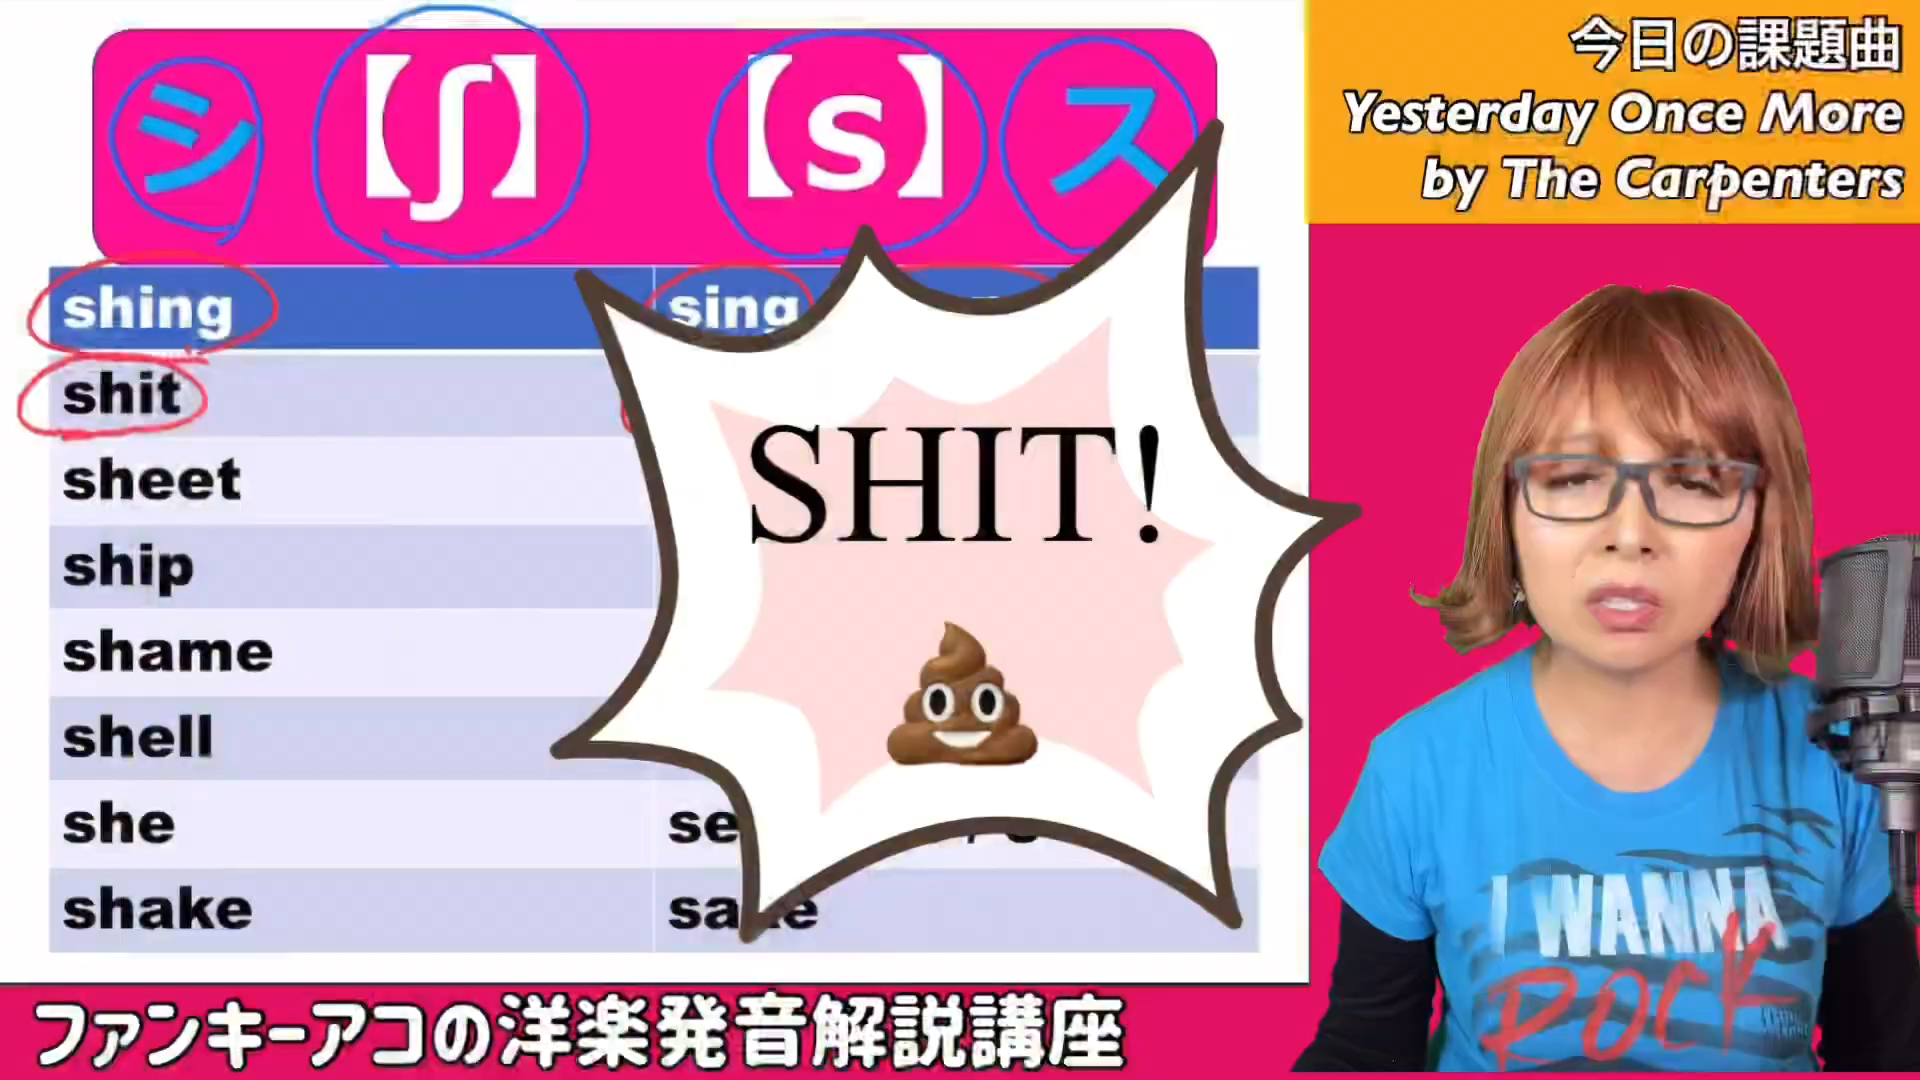 シ 【ʃ】 【s】 ス
今日の課題曲
Yesterday Once More
by The Carpenters
shing sing
shit
SHIT!
sheet
ship
shame
shell
she
shake
I WANNA
ROCK
ファンキーアコの洋楽発音解説講座